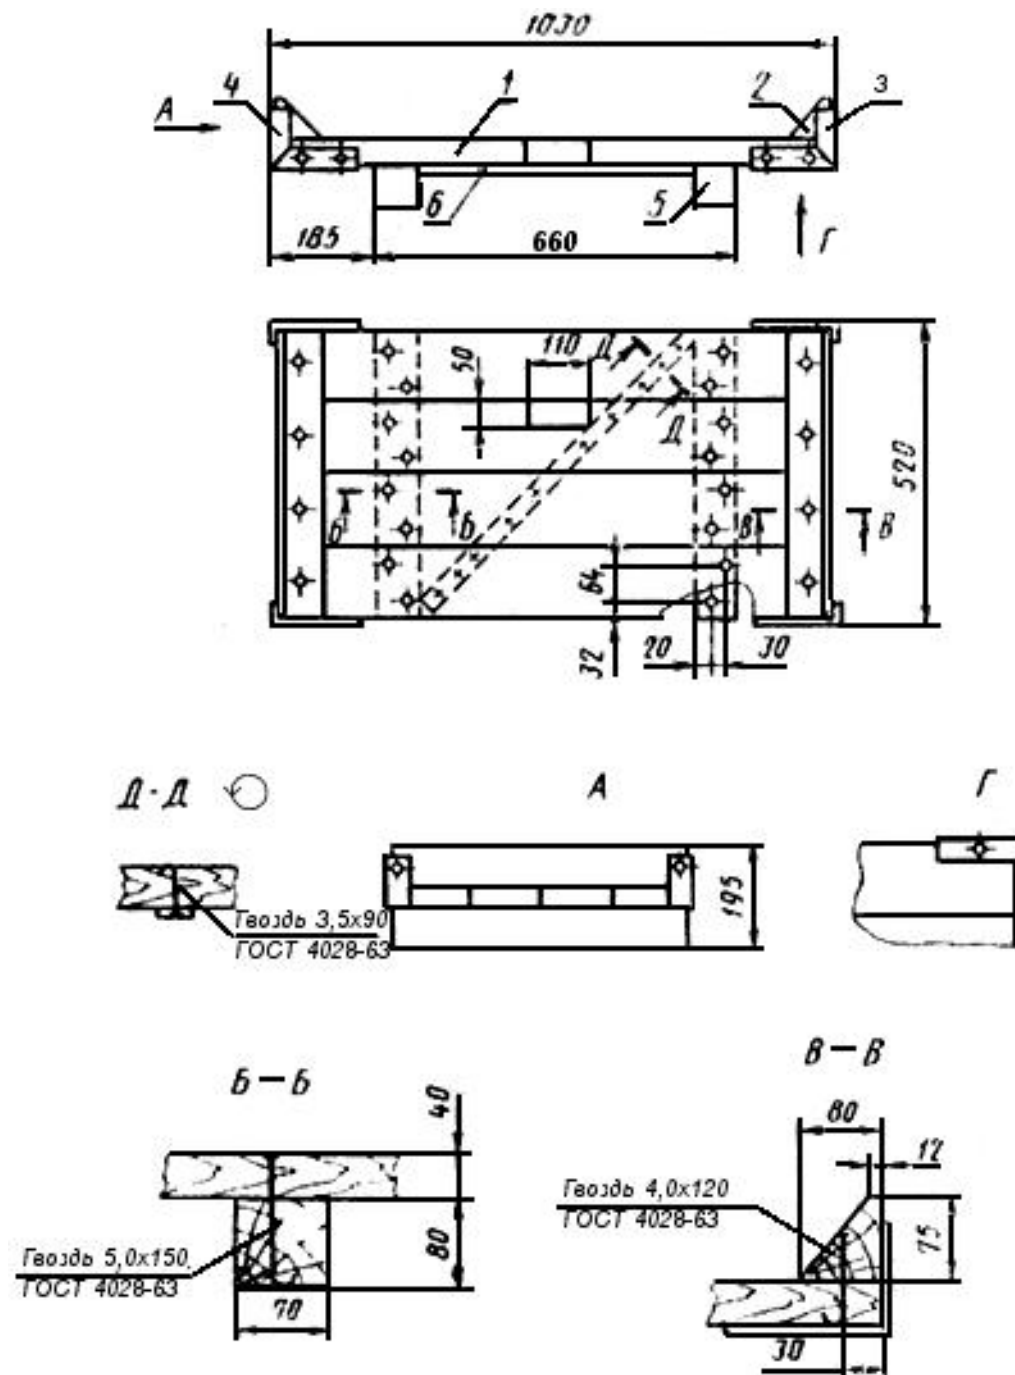 1030
4
1
2
3
А
6
5
Г
185
660
110
Д
50
Д
520
Б
Б
В
В
64
32
20
30
Д-Д
А
Г
195
Гвоздь 3,5х90
ГОСТ 4028-63
Б-Б
В-В
40
80
12
Гвоздь 4,0х120
ГОСТ 4028-63
75
80
Гвоздь 5,0х150
ГОСТ 4028-63
70
30